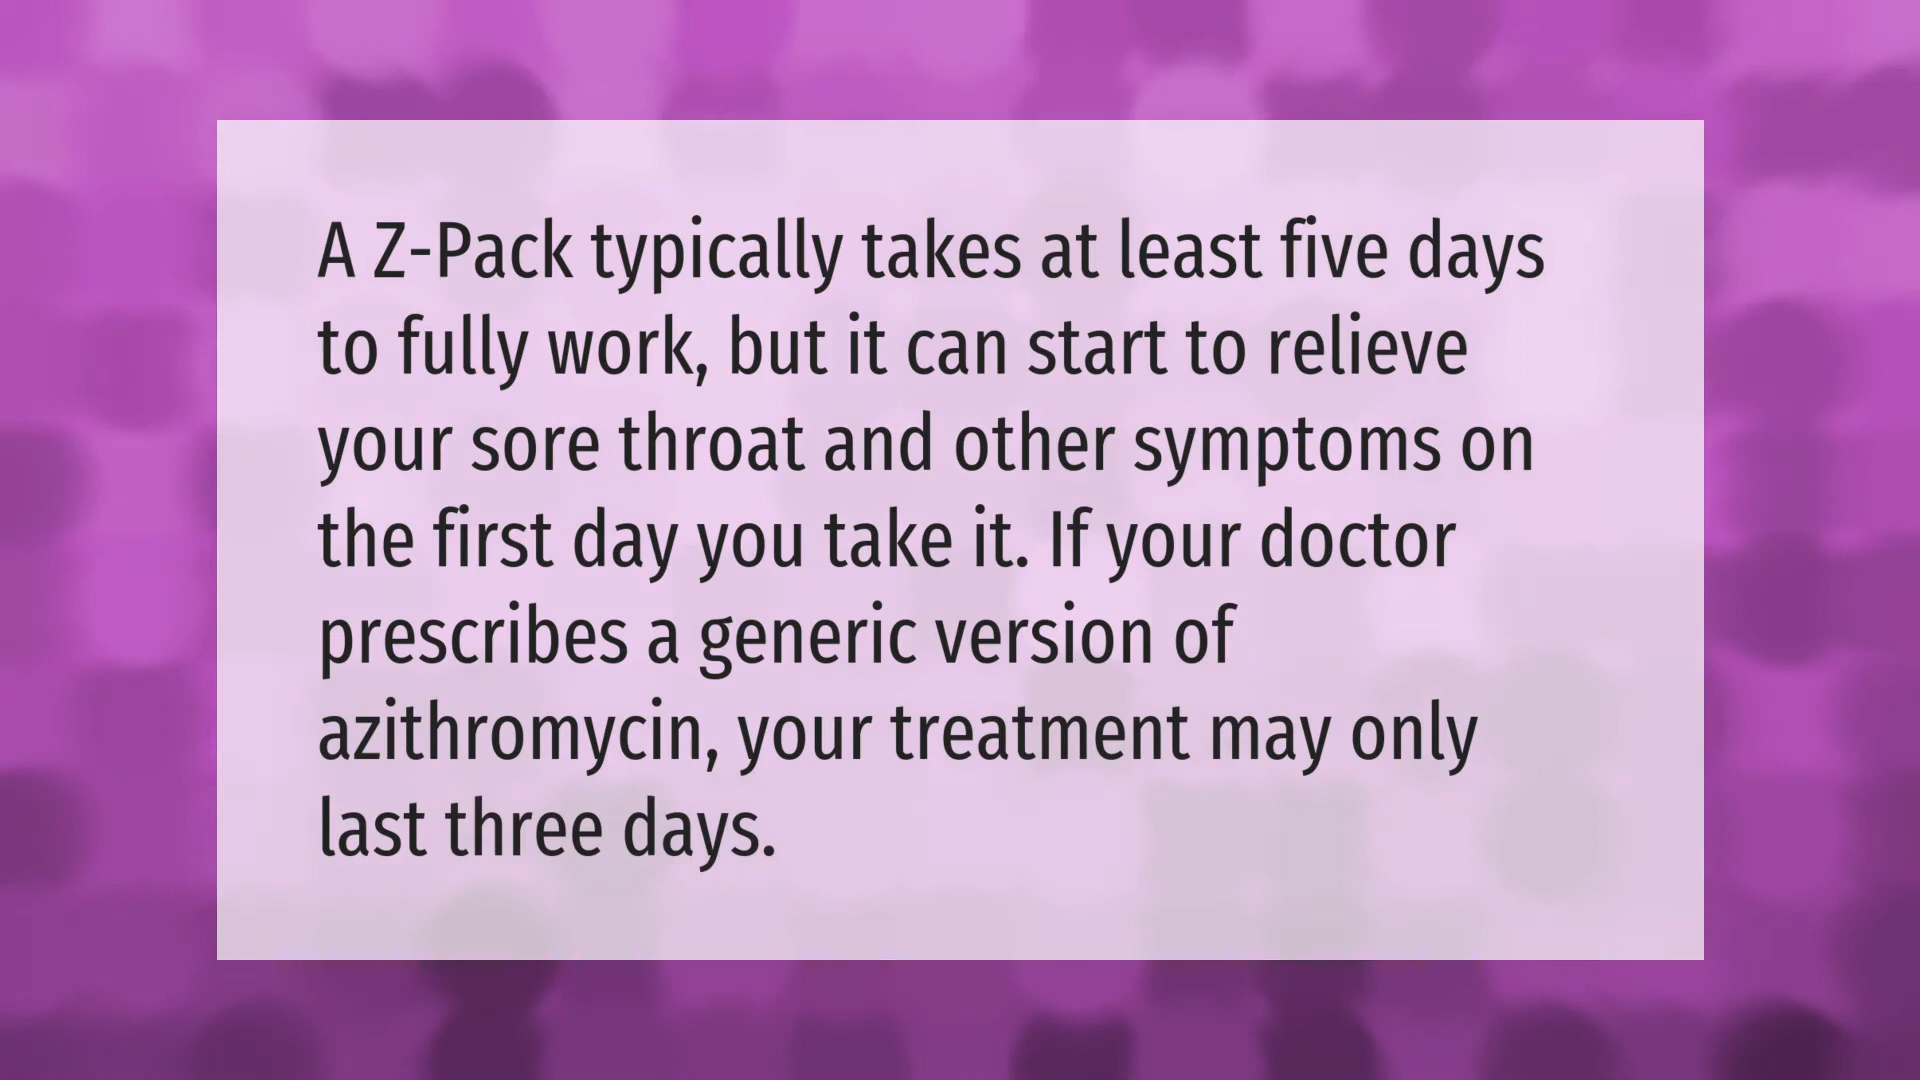 A Z-Pack typically takes at least five days
to fully work, but it can start to relieve
your sore throat and other symptoms on
the first day you take it. If your doctor
prescribes a generic version of
azithromycin, your treatment may only
last three days.